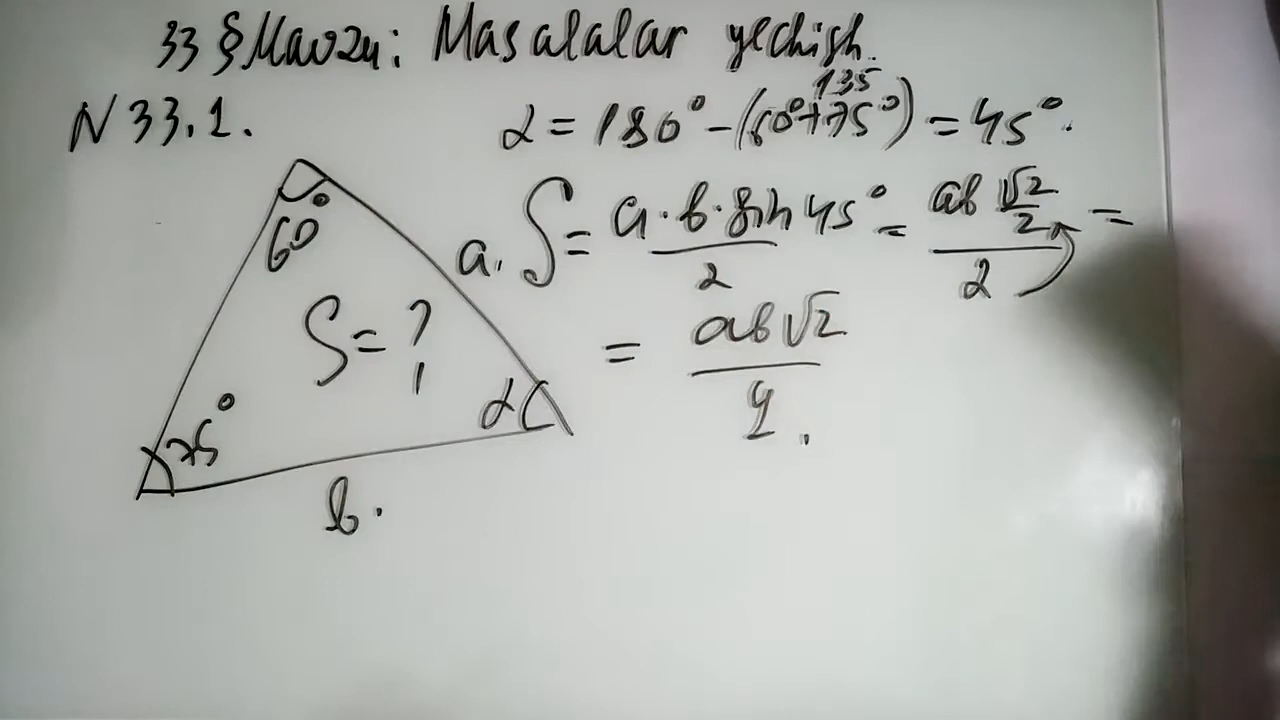 33 § Mavzu: Masalalar yechish.
N 33.1.
135
α = 180° - (60°+75°) = 45°.
60°
a.
S = a·b·sin 45° / 2 = ab √2/2 / 2 =
S = ?
= ab√2 / 4.
α
75°
b.